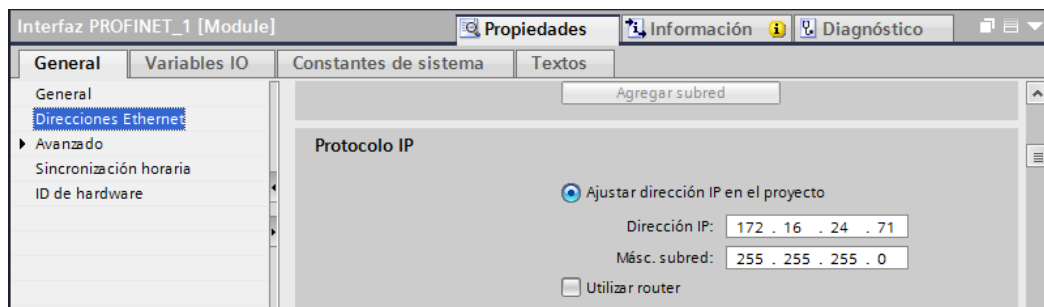 Interfaz PROFINET_1 [Module]
Propiedades
Información
Diagnóstico
General
Variables IO
Constantes de sistema
Textos
General
Direcciones Ethernet
Avanzado
Sincronización horaria
ID de hardware
Agregar subred
Protocolo IP
Ajustar dirección IP en el proyecto
Dirección IP: 172 . 16 . 24 . 71
Másc. subred: 255 . 255 . 255 . 0
Utilizar router